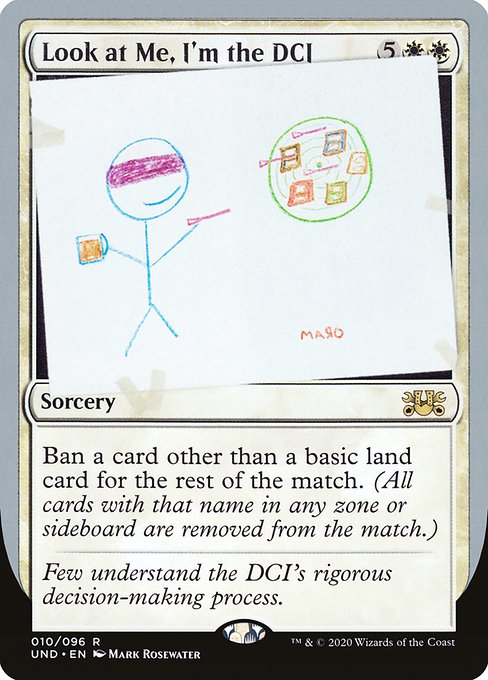 Look at Me, I'm the DCI 5
MAЯO
Sorcery
Ban a card other than a basic land
card for the rest of the match. (All
cards with that name in any zone or
sideboard are removed from the match.)
Few understand the DCI's rigorous
decision-making process.
010/096 R
UND • EN Mark Rosewater
™ & © 2020 Wizards of the Coast